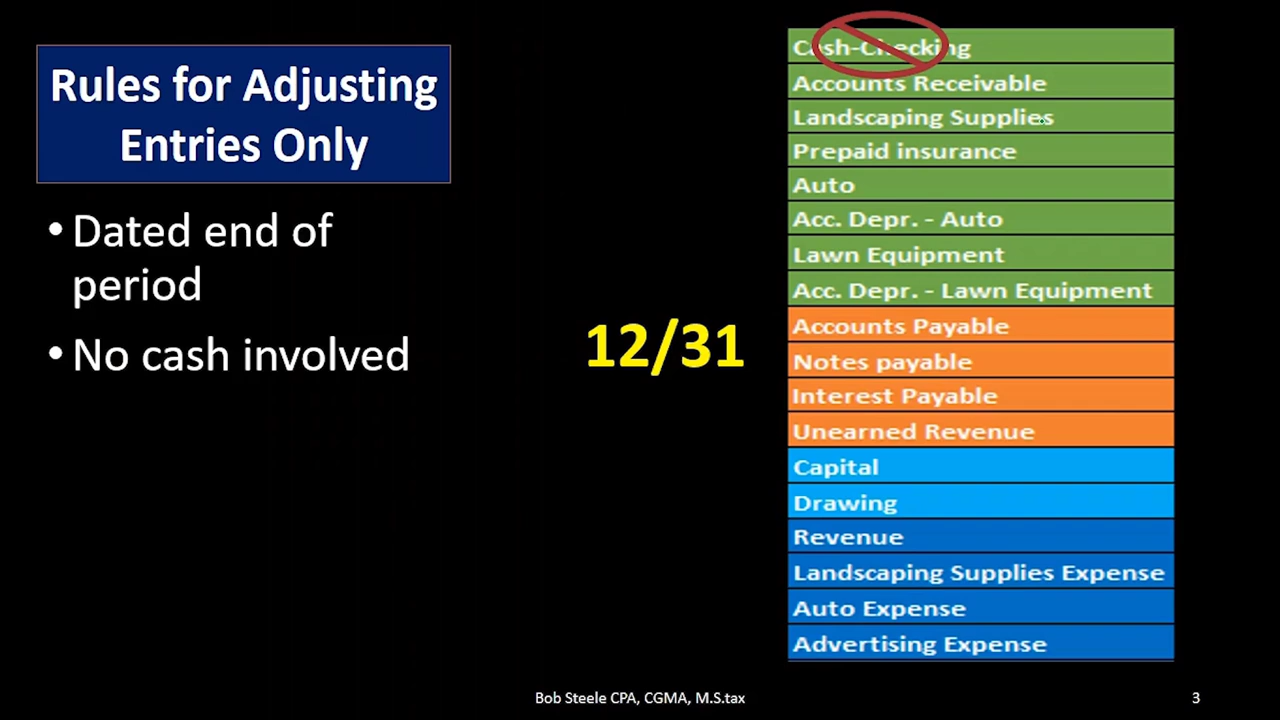 Rules for Adjusting
Entries Only
• Dated end of
period
• No cash involved
12/31
Cash-Checking
Accounts Receivable
Landscaping Supplies
Prepaid insurance
Auto
Acc. Depr. - Auto
Lawn Equipment
Acc. Depr. - Lawn Equipment
Accounts Payable
Notes payable
Interest Payable
Unearned Revenue
Capital
Drawing
Revenue
Landscaping Supplies Expense
Auto Expense
Advertising Expense
Bob Steele CPA, CGMA, M.S.tax
3